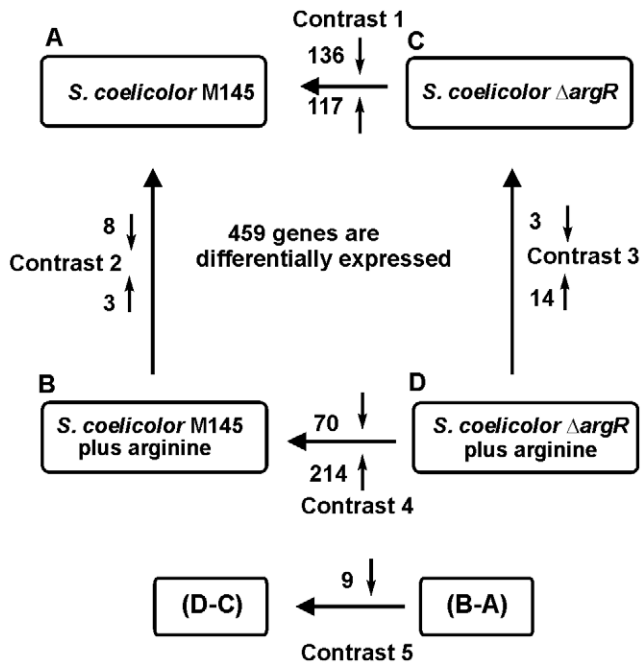 Contrast 1
A
136
C
S. coelicolor M145
117
S. coelicolor ΔargR
8
Contrast 2
3
459 genes are
differentially expressed
3
Contrast 3
14
B
D
S. coelicolor M145
plus arginine
70
214
Contrast 4
S. coelicolor ΔargR
plus arginine
(D-C)
9
(B-A)
Contrast 5